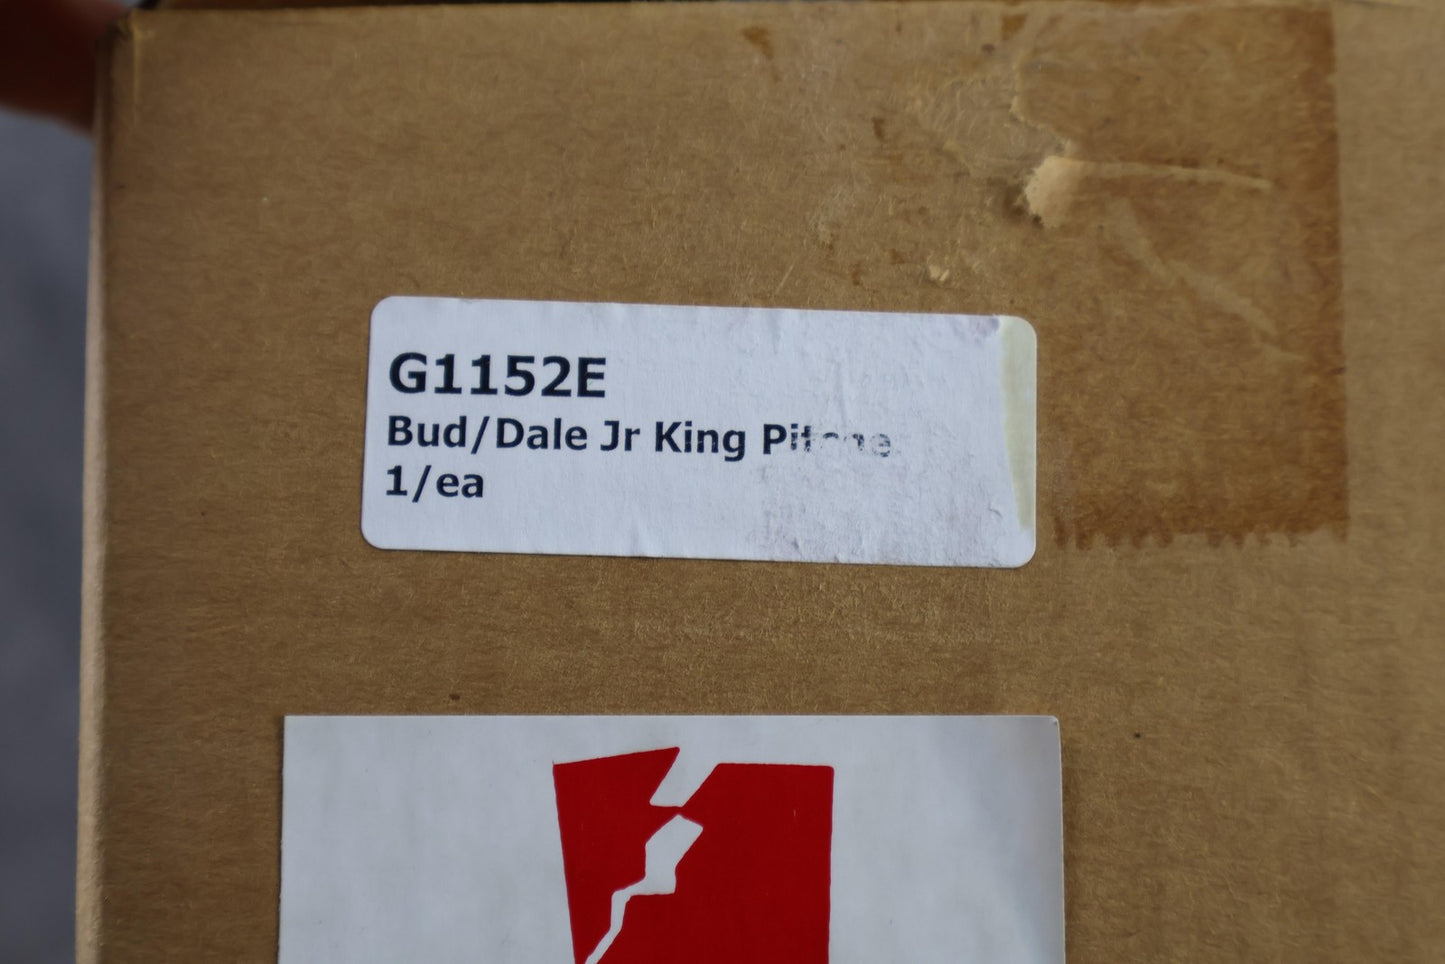 G1152E
Bud/Dale Jr King
1/ea